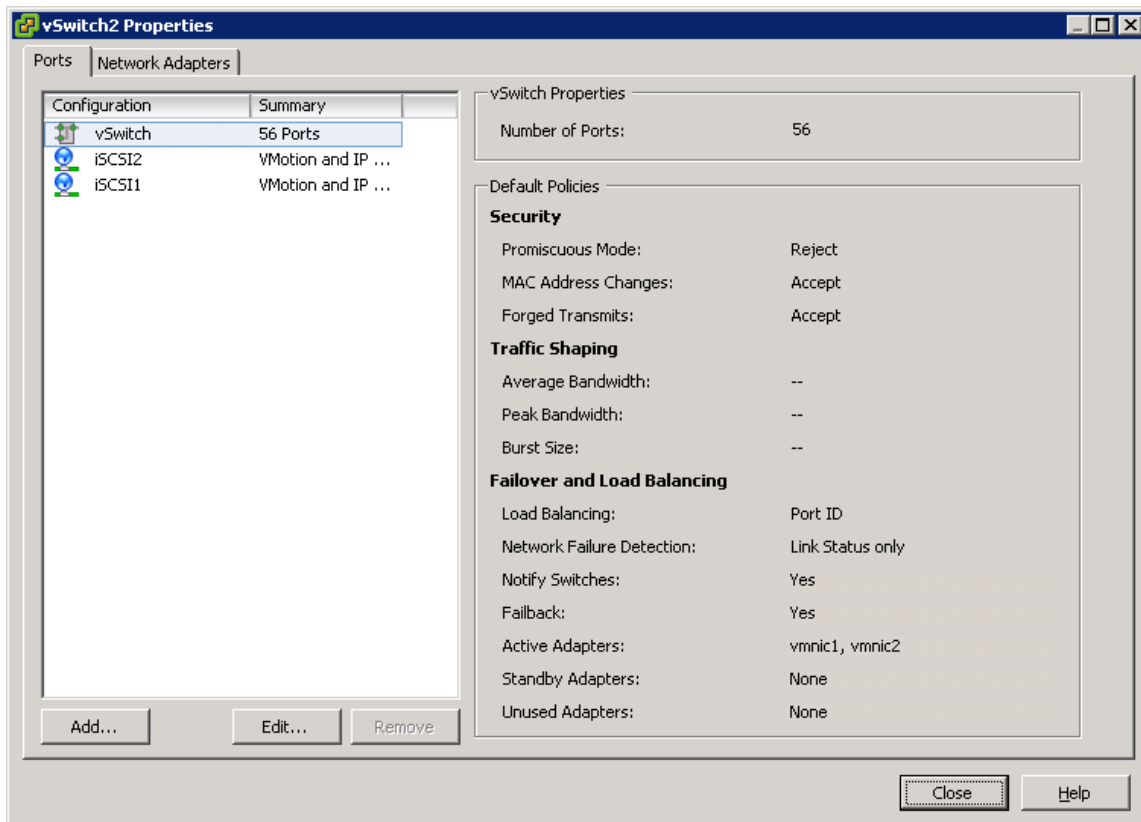 vSwitch2 Properties
Ports Network Adapters
Configuration Summary
vSwitch 56 Ports
iSCSI2 VMotion and IP ...
iSCSI1 VMotion and IP ...
Add... Edit... Remove
vSwitch Properties
Number of Ports: 56
Default Policies
Security
Promiscuous Mode: Reject
MAC Address Changes: Accept
Forged Transmits: Accept
Traffic Shaping
Average Bandwidth: --
Peak Bandwidth: --
Burst Size: --
Failover and Load Balancing
Load Balancing: Port ID
Network Failure Detection: Link Status only
Notify Switches: Yes
Failback: Yes
Active Adapters: vmnic1, vmnic2
Standby Adapters: None
Unused Adapters: None
Close Help